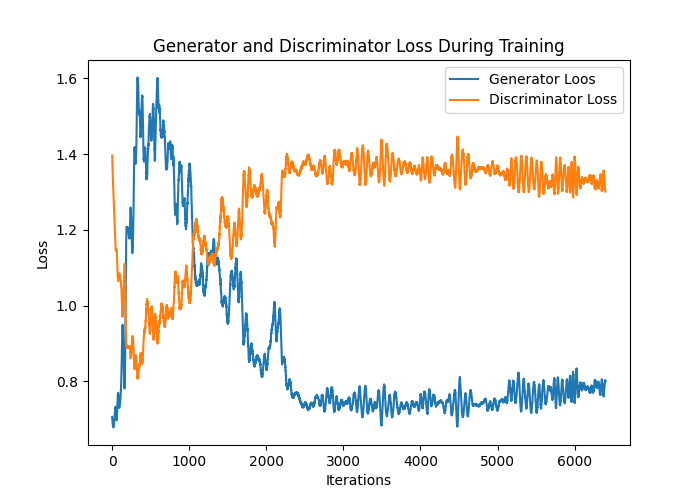 Generator and Discriminator Loss During Training
Generator Loos
Discriminator Loss
1.6
1.4
1.2
1.0
0.8
Loss
0
1000
2000
3000
4000
5000
6000
Iterations